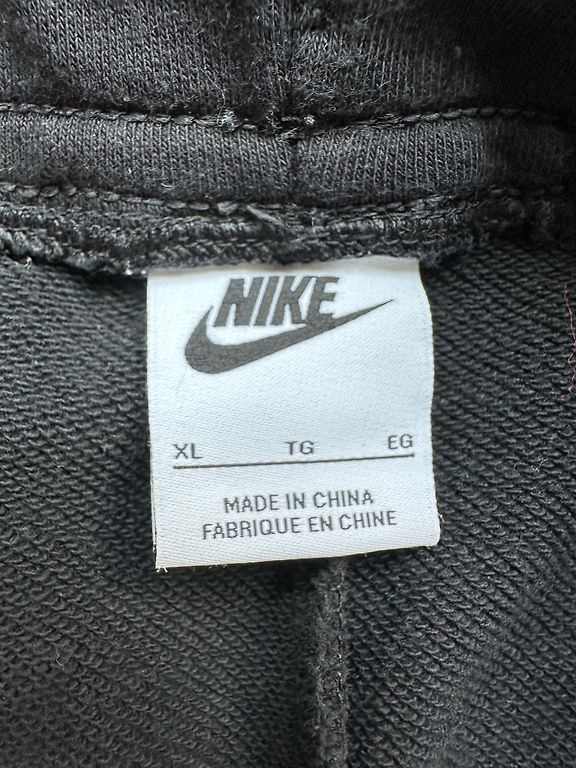 NIKE
XL TG EG
MADE IN CHINA
FABRIQUE EN CHINE